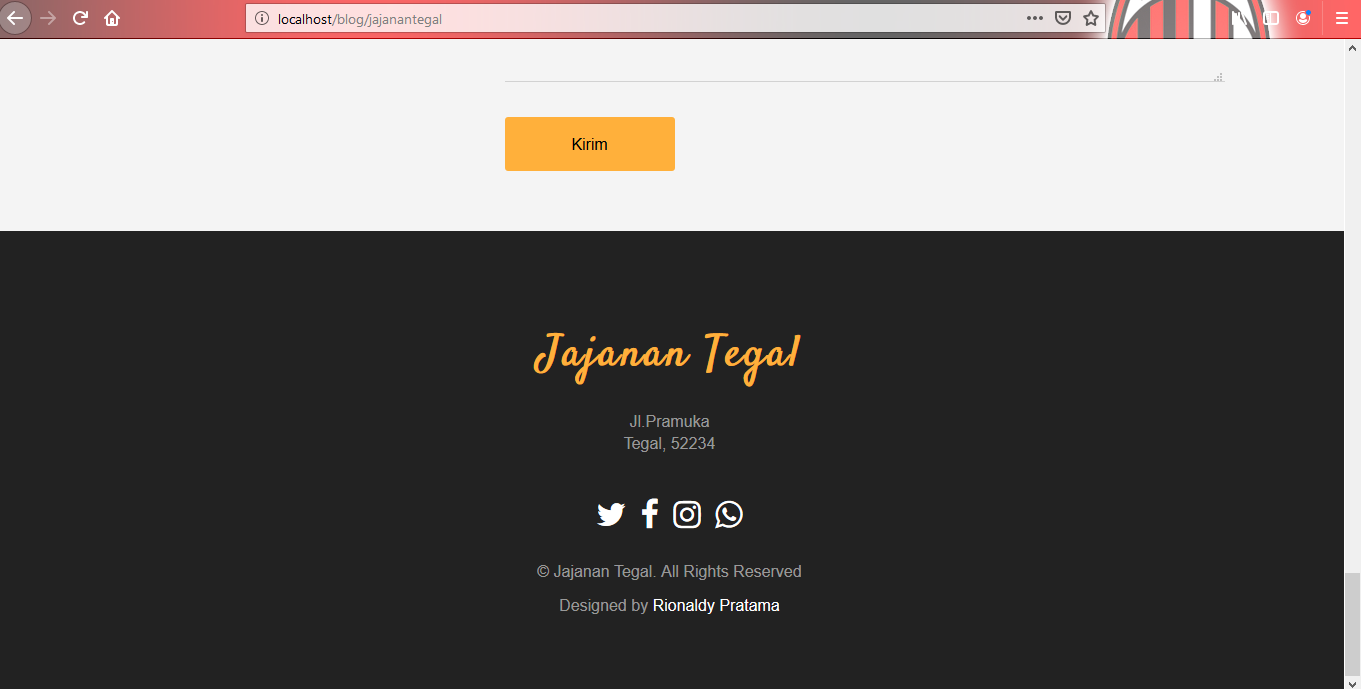 localhost/blog/jajanantegal
Kirim
Jajanan Tegal
Jl.Pramuka
Tegal, 52234
© Jajanan Tegal. All Rights Reserved
Designed by Rionaldy Pratama